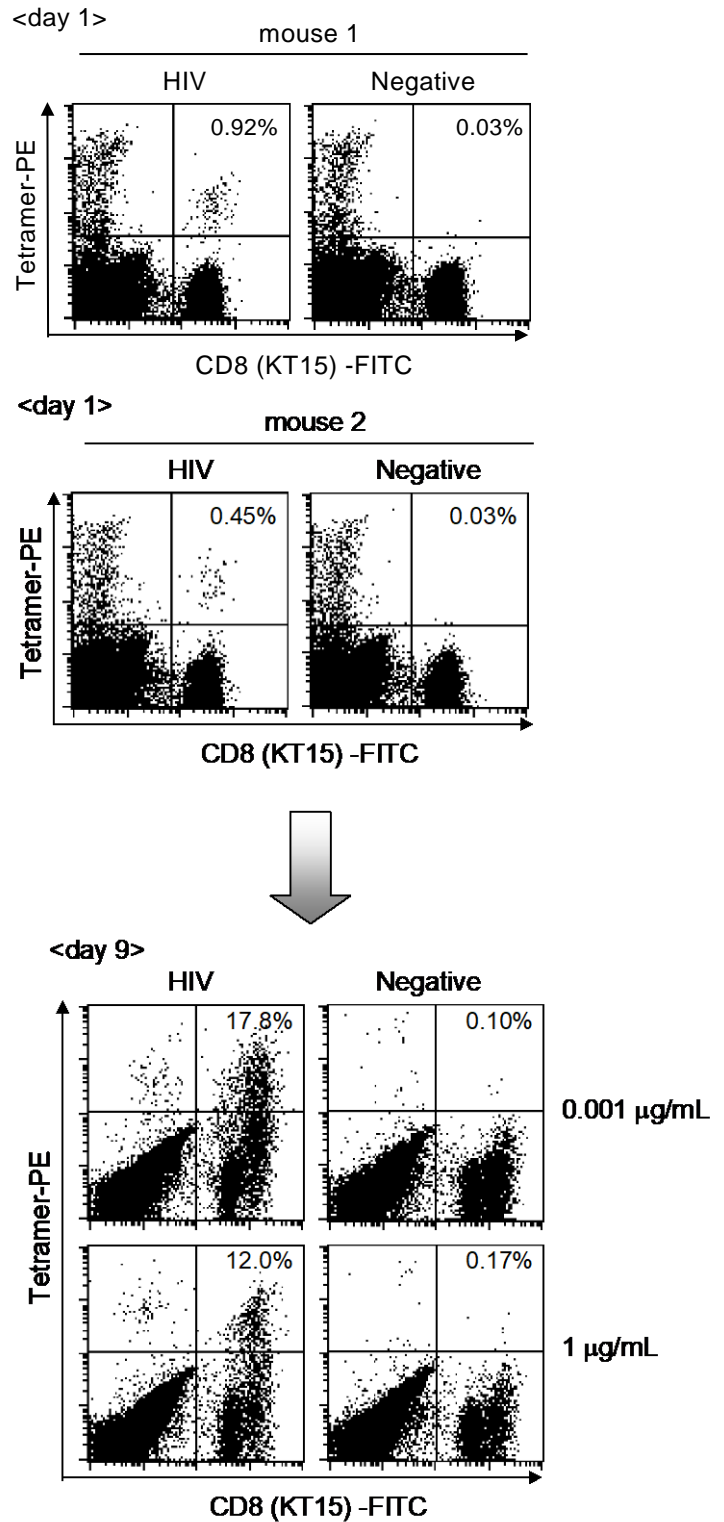 <day 1>
mouse 1
HIV
Negative
0.92%
0.03%
Tetramer-PE
CD8 (KT15) -FITC
<day 1>
mouse 2
HIV
Negative
0.45%
0.03%
Tetramer-PE
CD8 (KT15) -FITC
<day 9>
HIV
Negative
17.8%
0.10%
0.001 μg/mL
Tetramer-PE
12.0%
0.17%
1 μg/mL
CD8 (KT15) -FITC